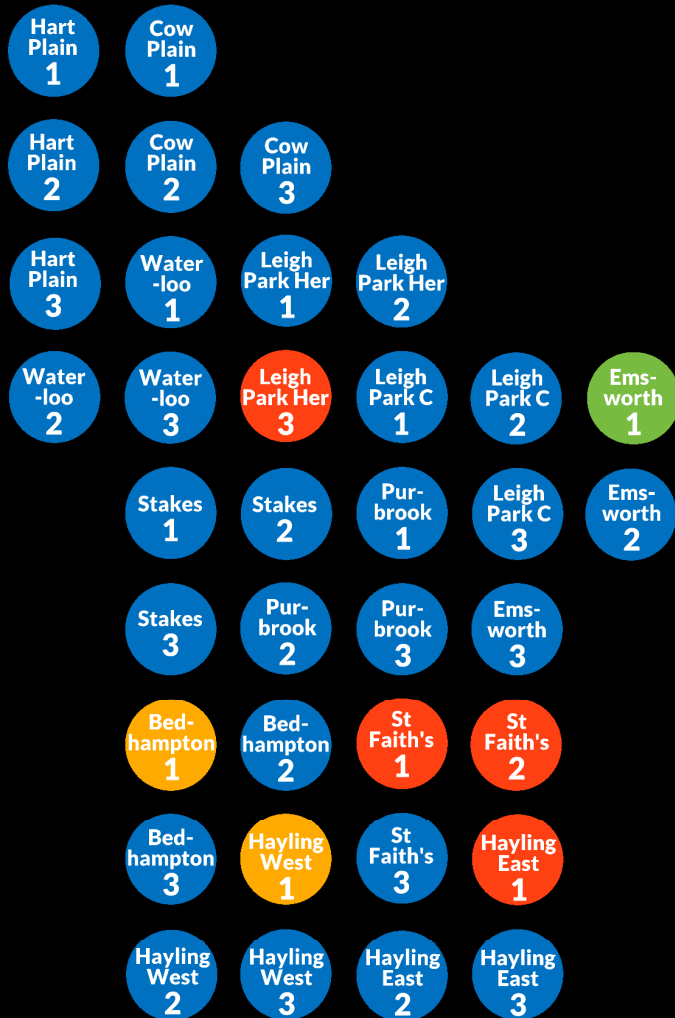 Hart
Plain
1
Cow
Plain
1
Hart
Plain
2
Cow
Plain
2
Cow
Plain
3
Hart
Plain
3
Water
-loo
1
Leigh
Park Her
1
Leigh
Park Her
2
Water
-loo
2
Water
-loo
3
Leigh
Park Her
3
Leigh
Park C
1
Leigh
Park C
2
Ems-
worth
1
Stakes
1
Stakes
2
Pur-
brook
1
Leigh
Park C
3
Ems-
worth
2
Stakes
3
Pur-
brook
2
Pur-
brook
3
Ems-
worth
3
Bed-
hampton
1
Bed-
hampton
2
St
Faith's
1
St
Faith's
2
Bed-
hampton
3
Hayling
West
1
St
Faith's
3
Hayling
East
1
Hayling
West
2
Hayling
West
3
Hayling
East
2
Hayling
East
3